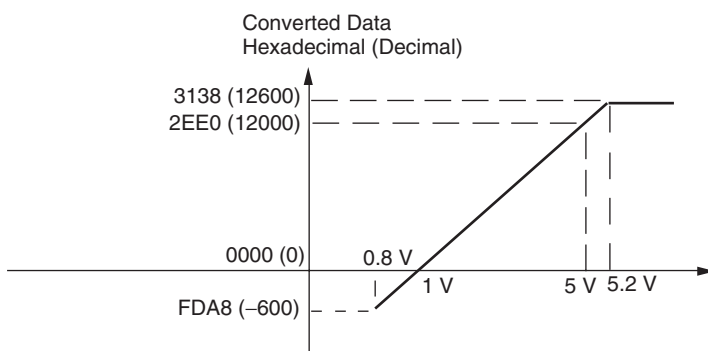 Converted Data
Hexadecimal (Decimal)
3138 (12600)
2EE0 (12000)
0000 (0)
0.8 V
1 V
5 V
5.2 V
FDA8 (–600)